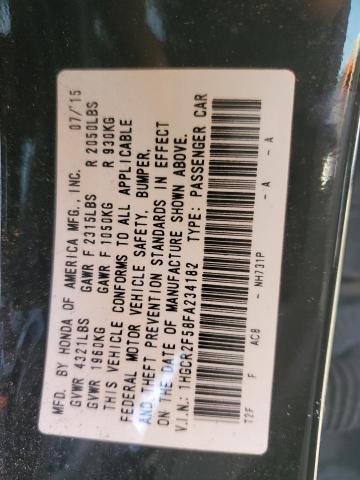 MFD. BY HONDA OF AMERICA MFG., INC. 07/'15
GVWR 4321LBS GAWR F 2315LBS R 2050LBS
GVWR 1960KG GAWR F 1050KG R 930KG
THIS VEHICLE CONFORMS TO ALL APPLICABLE
FEDERAL MOTOR VEHICLE SAFETY, BUMPER,
AND THEFT PREVENTION STANDARDS IN EFFECT
ON THE DATE OF MANUFACTURE SHOWN ABOVE.
V.I.N.: 1HGCR2F58FA234182 TYPE: PASSENGER CAR
T2F F AC8 - NH731P - A - A